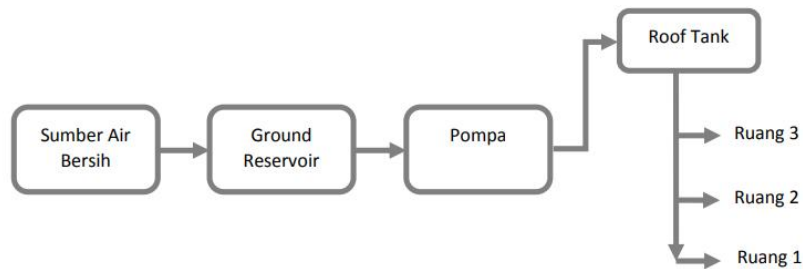 Roof Tank
Sumber Air
Bersih
Ground
Reservoir
Pompa
Ruang 3
Ruang 2
Ruang 1